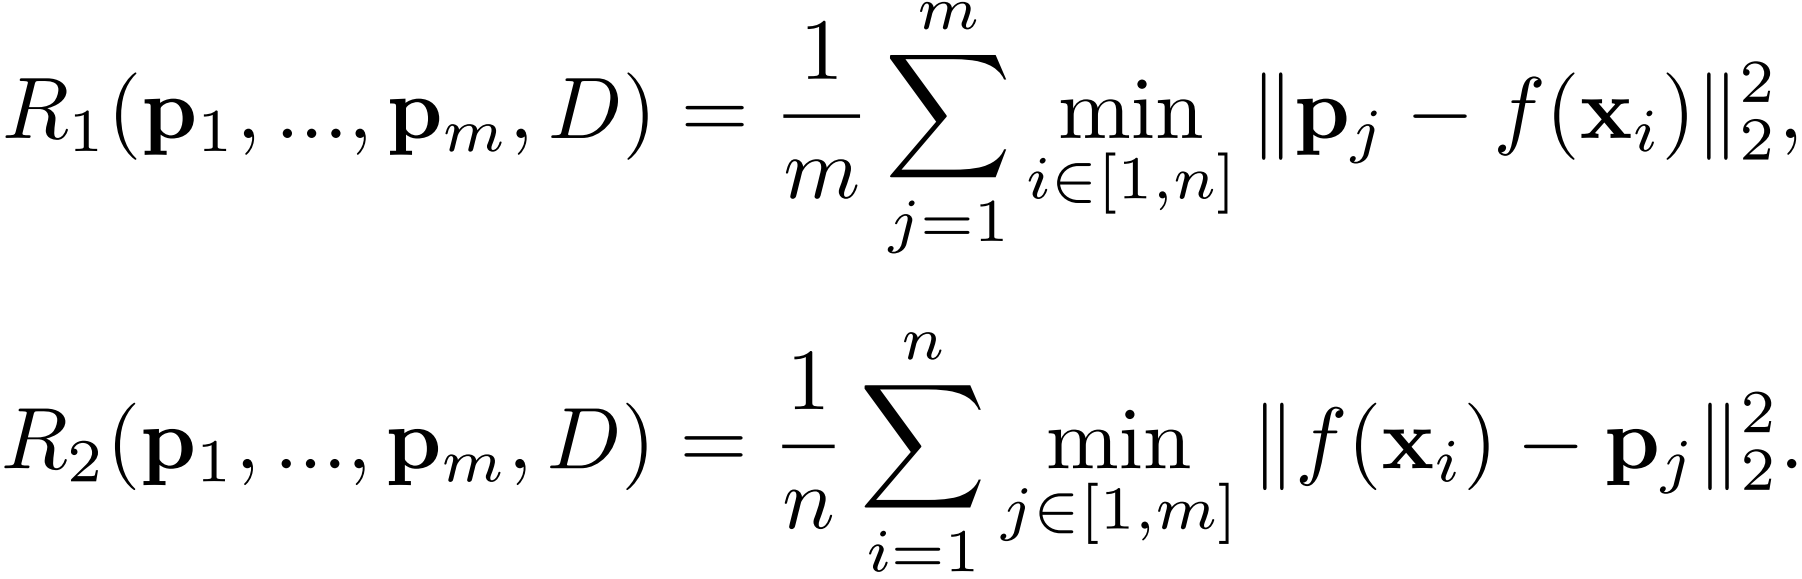 $R_1(\mathbf{p}_1, ..., \mathbf{p}_m, D) = \frac{1}{m} \sum_{j=1}^{m} \min_{i \in [1,n]} \|\mathbf{p}_j - f(\mathbf{x}_i)\|_2^2,$
$R_2(\mathbf{p}_1, ..., \mathbf{p}_m, D) = \frac{1}{n} \sum_{i=1}^{n} \min_{j \in [1,m]} \|f(\mathbf{x}_i) - \mathbf{p}_j\|_2^2.$